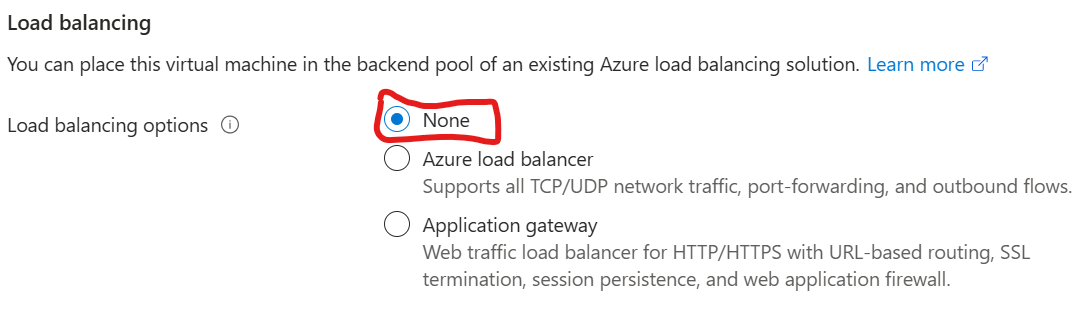 Load balancing
You can place this virtual machine in the backend pool of an existing Azure load balancing solution. Learn more
Load balancing options
None
Azure load balancer
Supports all TCP/UDP network traffic, port-forwarding, and outbound flows.
Application gateway
Web traffic load balancer for HTTP/HTTPS with URL-based routing, SSL
termination, session persistence, and web application firewall.